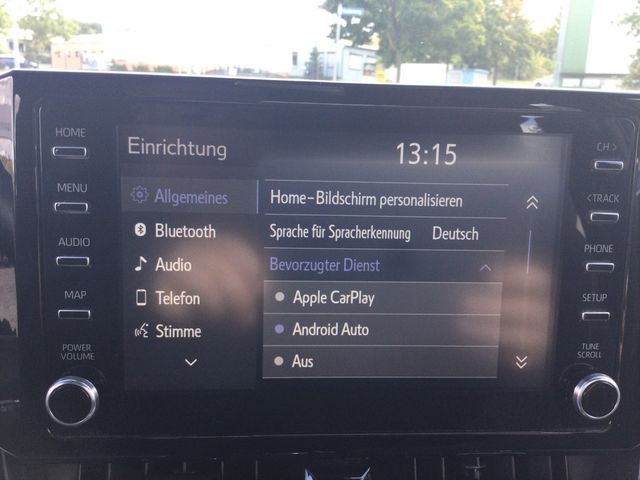 Einrichtung 13:15
HOME
MENU
AUDIO
MAP
POWER
VOLUME
Allgemeines
Bluetooth
Audio
Telefon
Stimme
Home-Bildschirm personalisieren
Sprache für Spracherkennung Deutsch
Bevorzugter Dienst
Apple CarPlay
Android Auto
Aus
CH >
< TRACK
PHONE
SETUP
TUNE
SCROLL